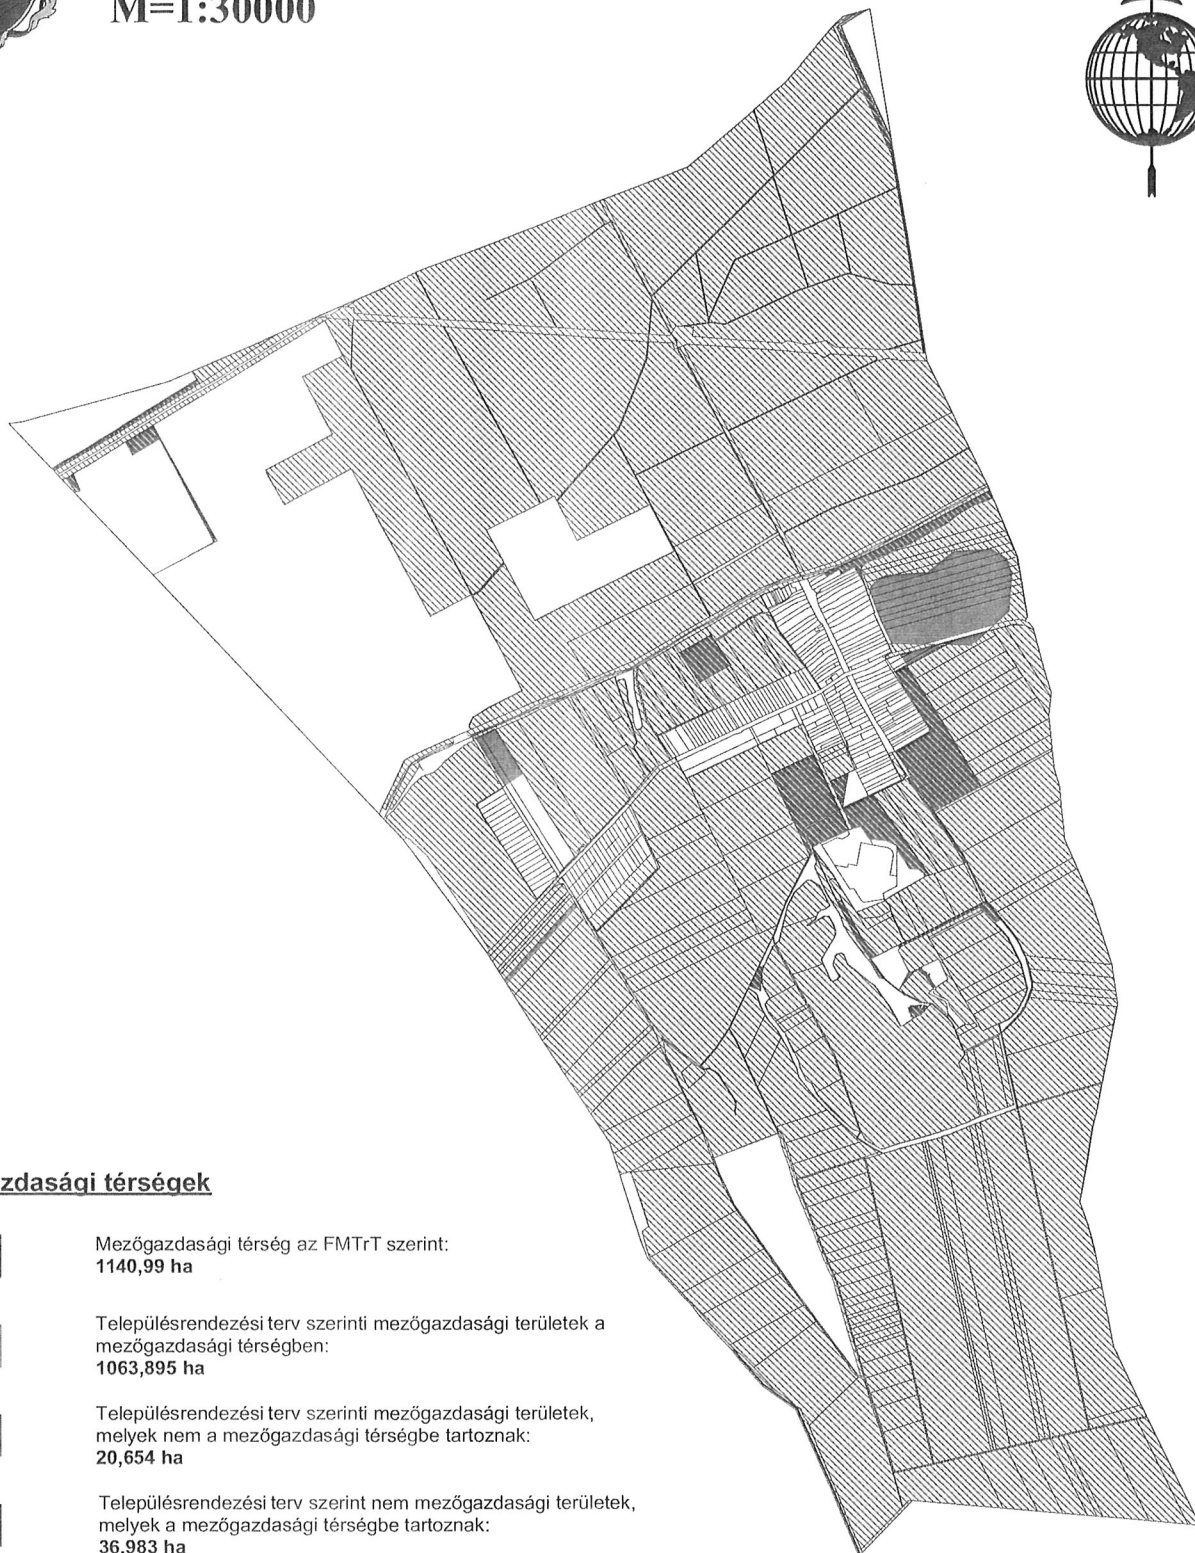 M=1:30000
zdasági térségek
Mezőgazdasági térség az FMTrT szerint:
1140,99 ha
Településrendezési terv szerinti mezőgazdasági területek a
mezőgazdasági térségben:
1063,895 ha
Településrendezési terv szerinti mezőgazdasági területek,
melyek nem a mezőgazdasági térségbe tartoznak:
20,654 ha
Településrendezési terv szerint nem mezőgazdasági területek,
melyek a mezőgazdasági térségbe tartoznak:
36,983 ha